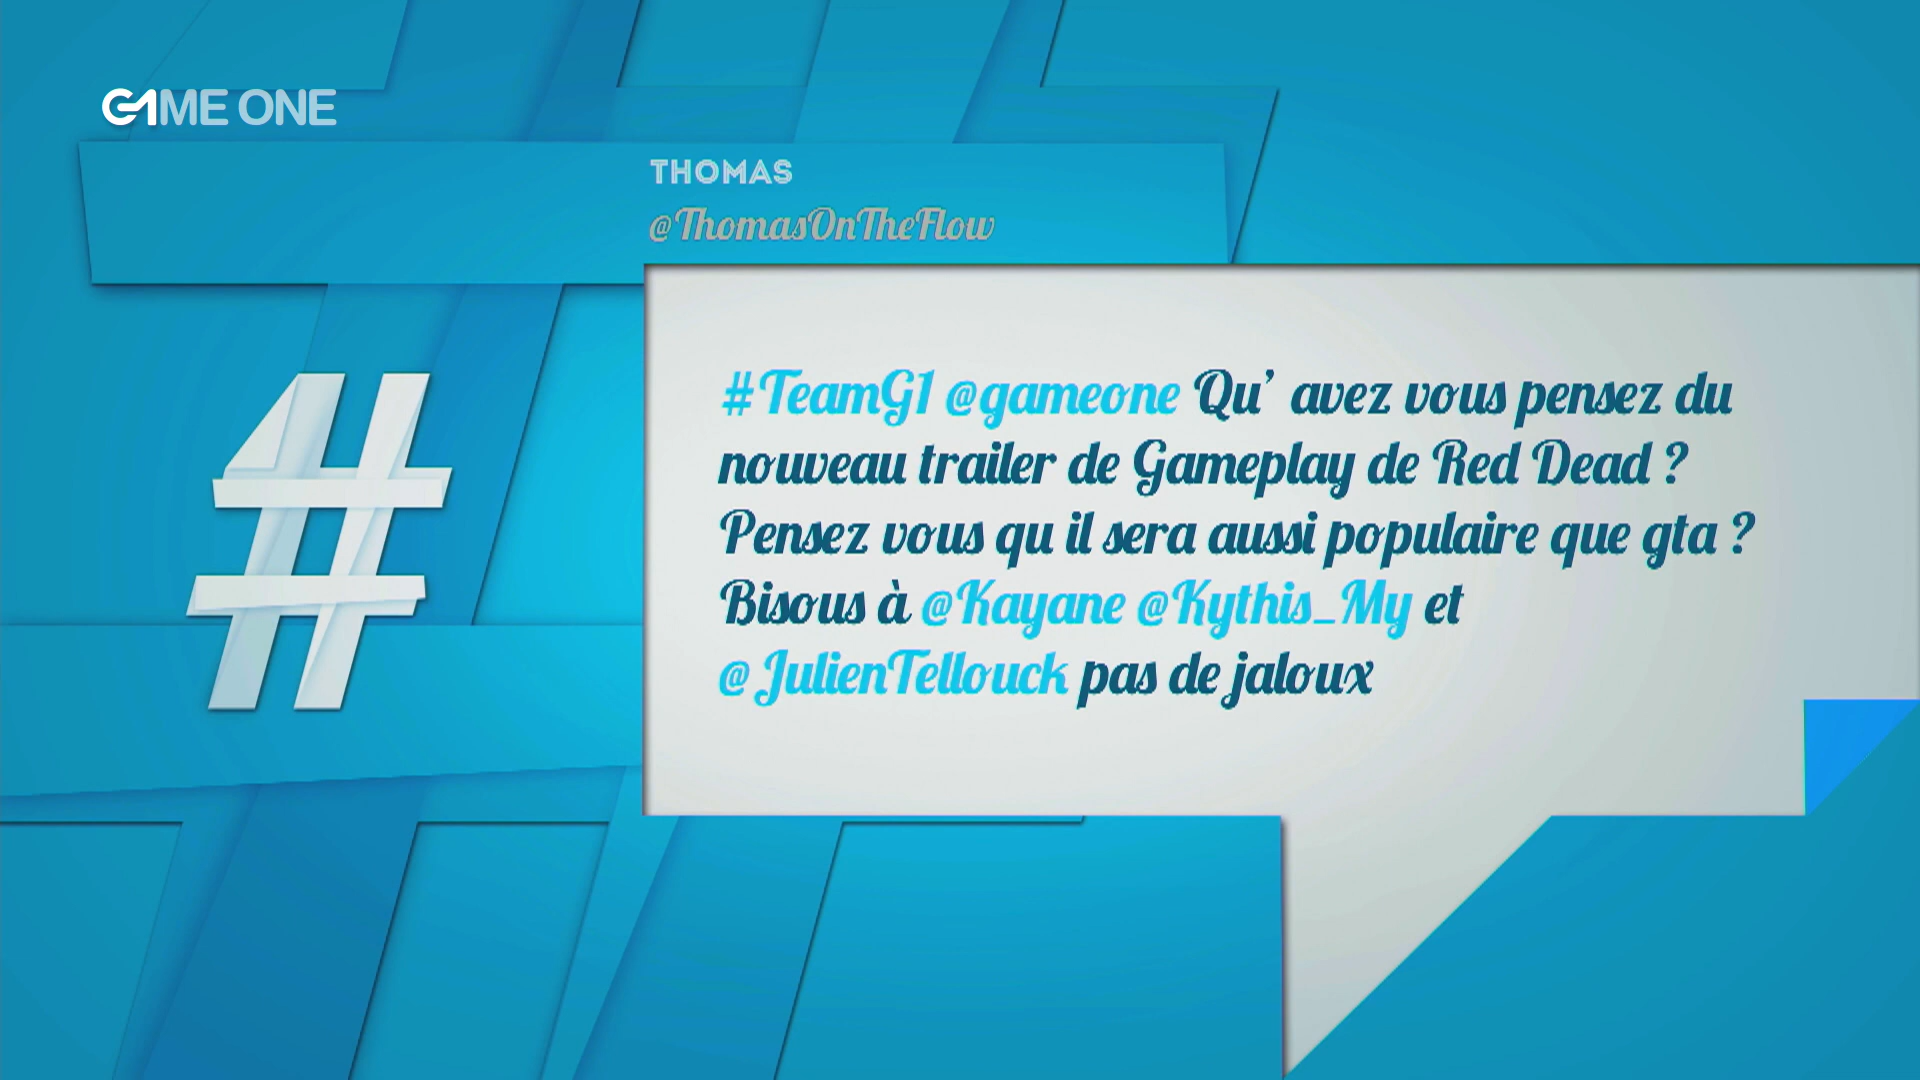 GAME ONE
THOMAS
@ThomasOnTheFlow
#TeamG1 @gameone Qu' avez vous pensez du
nouveau trailer de Gameplay de Red Dead ?
Pensez vous qu il sera aussi populaire que gta ?
Bisous à @Kayane @Kythis_My et
@JulienTellouck pas de jaloux